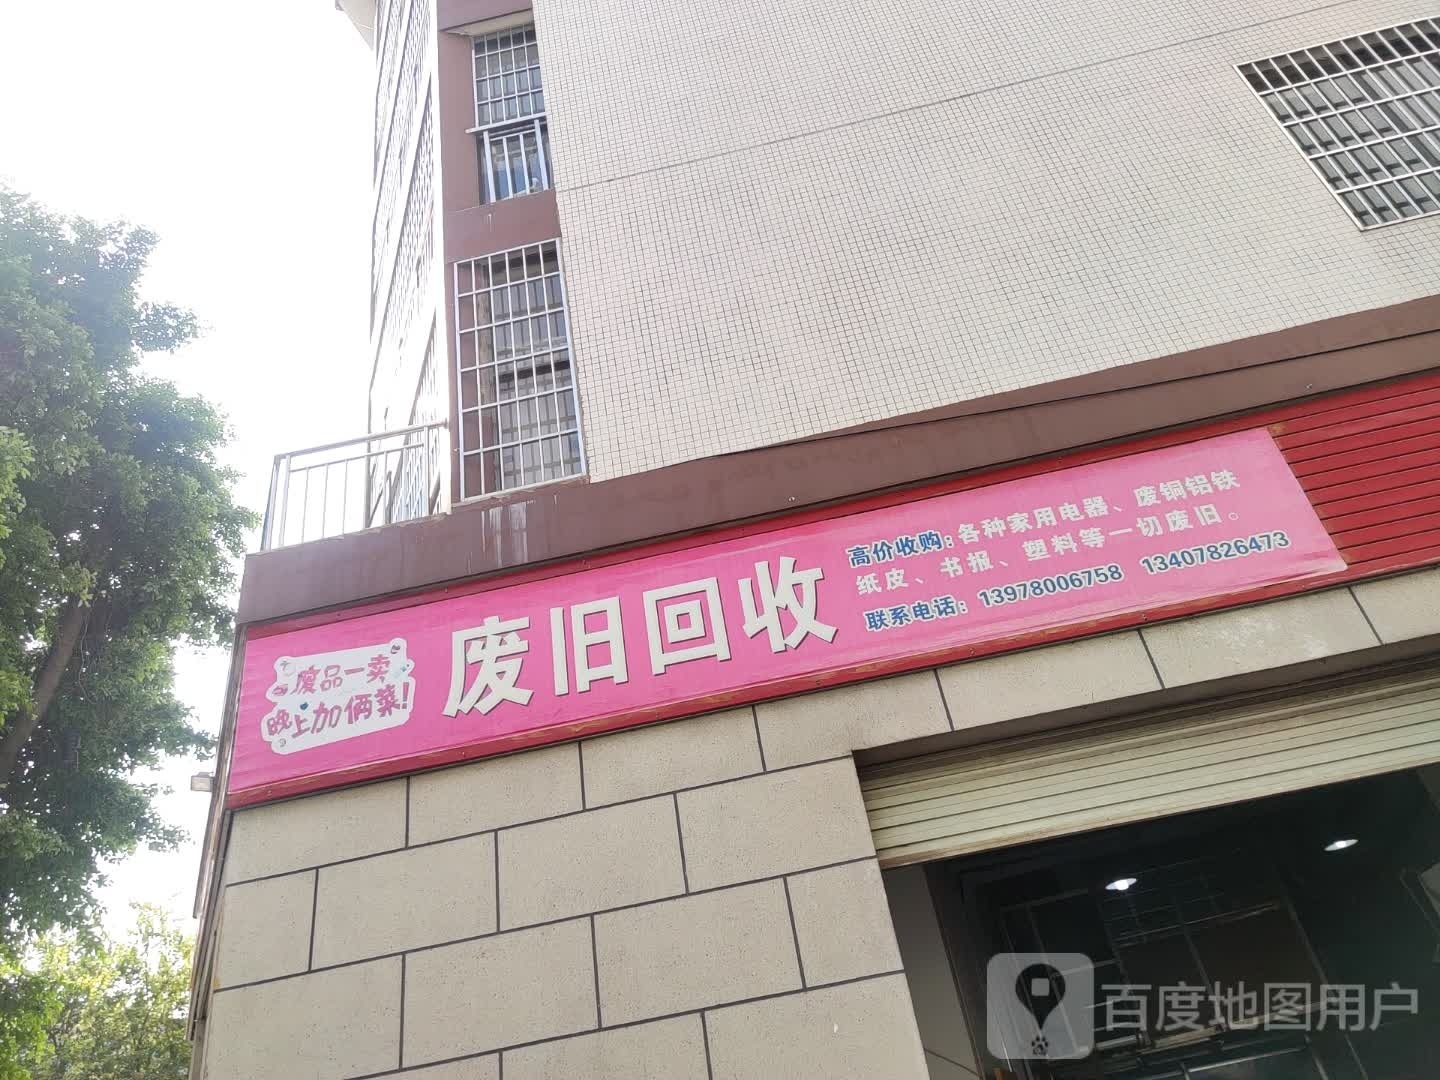 废品一卖
晚上加俩菜!
废旧回收
高价收购:各种家用电器、废铜铝铁
纸皮、书报、塑料等一切废旧。
联系电话: 13978006758 13407826473
百度地图用户